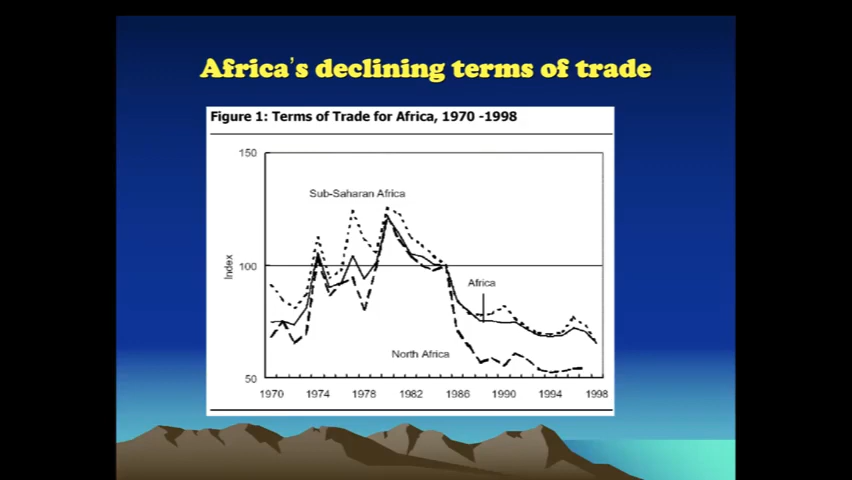 Africa's declining terms of trade
Figure 1: Terms of Trade for Africa, 1970 -1998
150
Sub-Saharan Africa
Index
100
Africa
North Africa
50
1970 1974 1978 1982 1986 1990 1994 1998